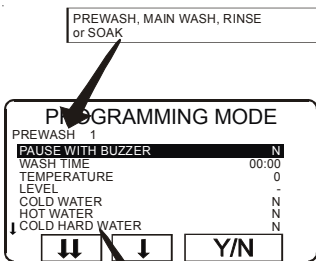 PREWASH, MAIN WASH, RINSE
or SOAK
PROGRAMMING MODE
PREWASH 1
PAUSE WITH BUZZER N
WASH TIME 00:00
TEMPERATURE 0
LEVEL -
COLD WATER N
HOT WATER N
COLD HARD WATER N
Y/N